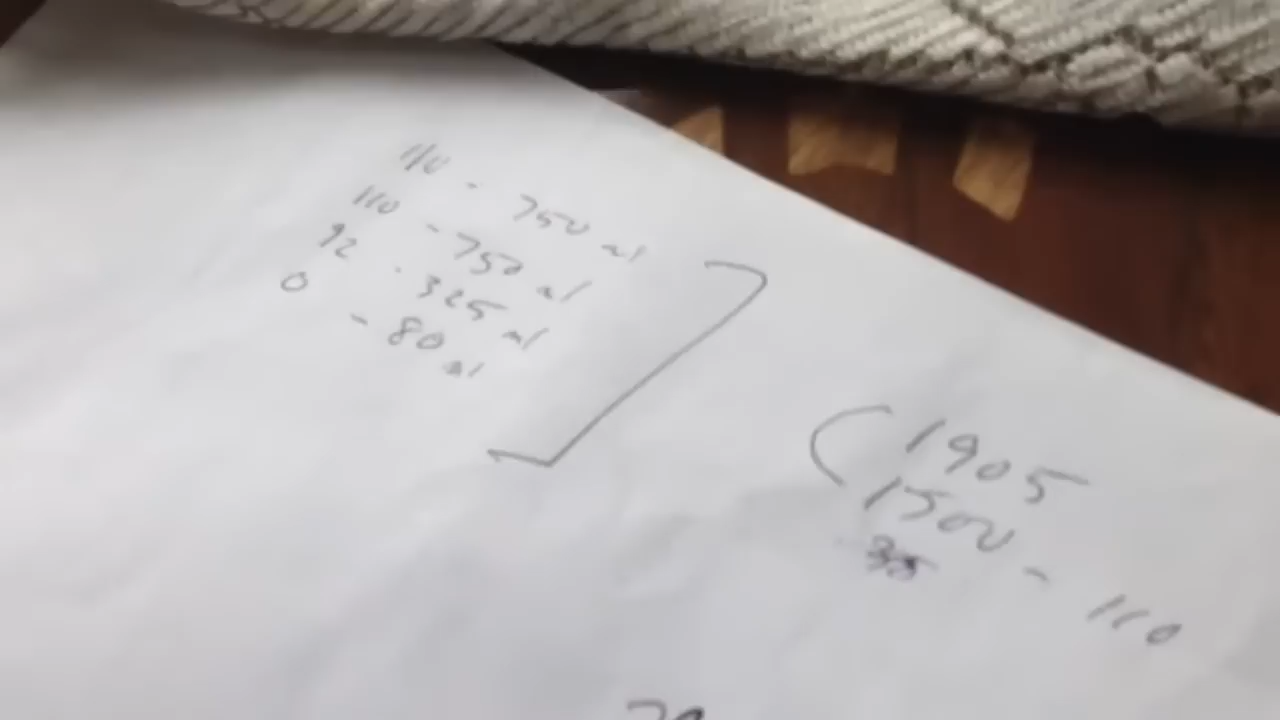 110 - 750 ml
110 - 750 ml
92 - 325 ml
0 - 80 ml
1905
1500 - 110